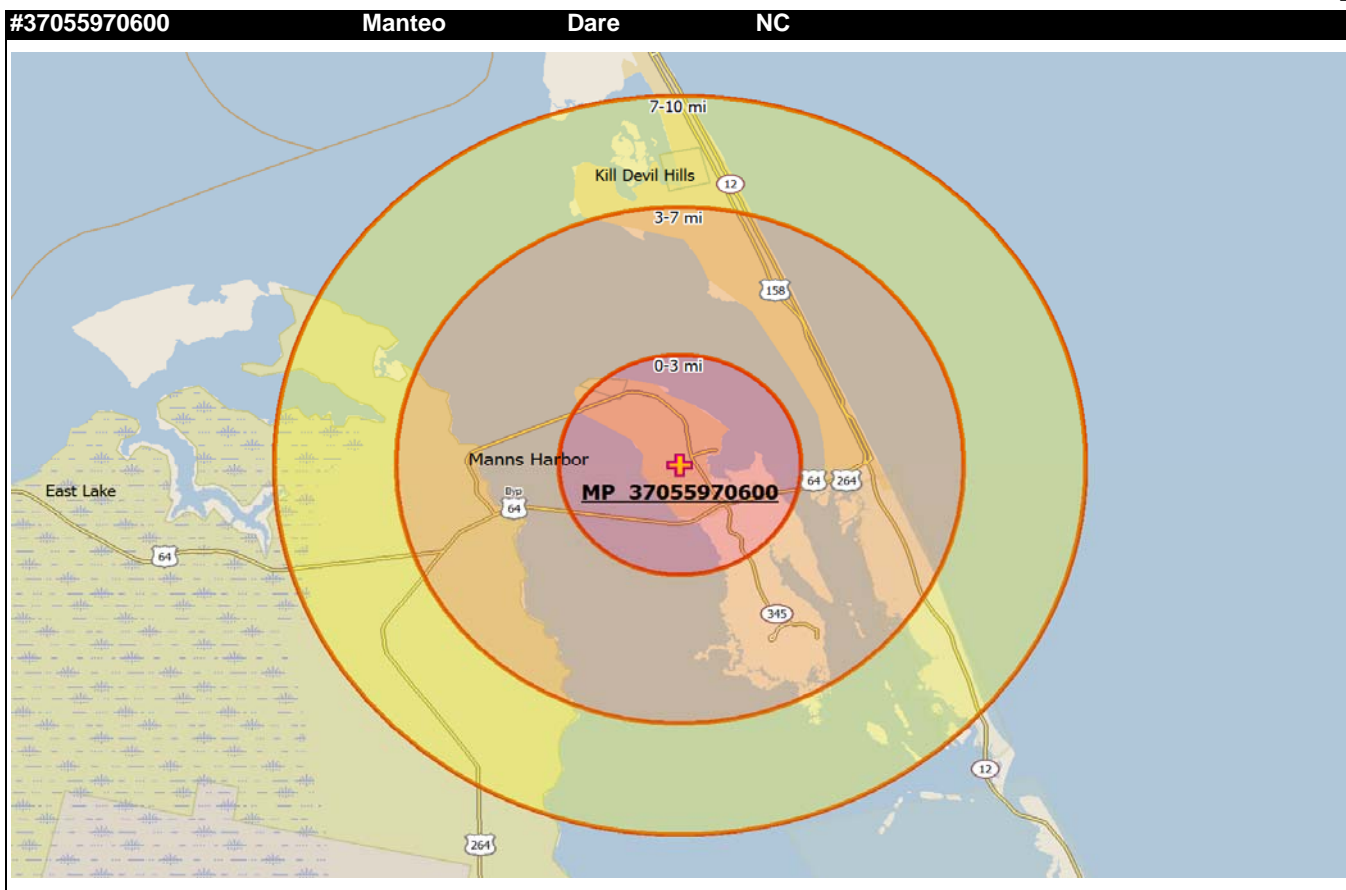 #37055970600 Manteo Dare NC
7-10 mi
Kill Devil Hills
12
3-7 mi
158
0-3 mi
Manns Harbor
64 264
East Lake
Byp
64
MP 37055970600
64
345
12
264